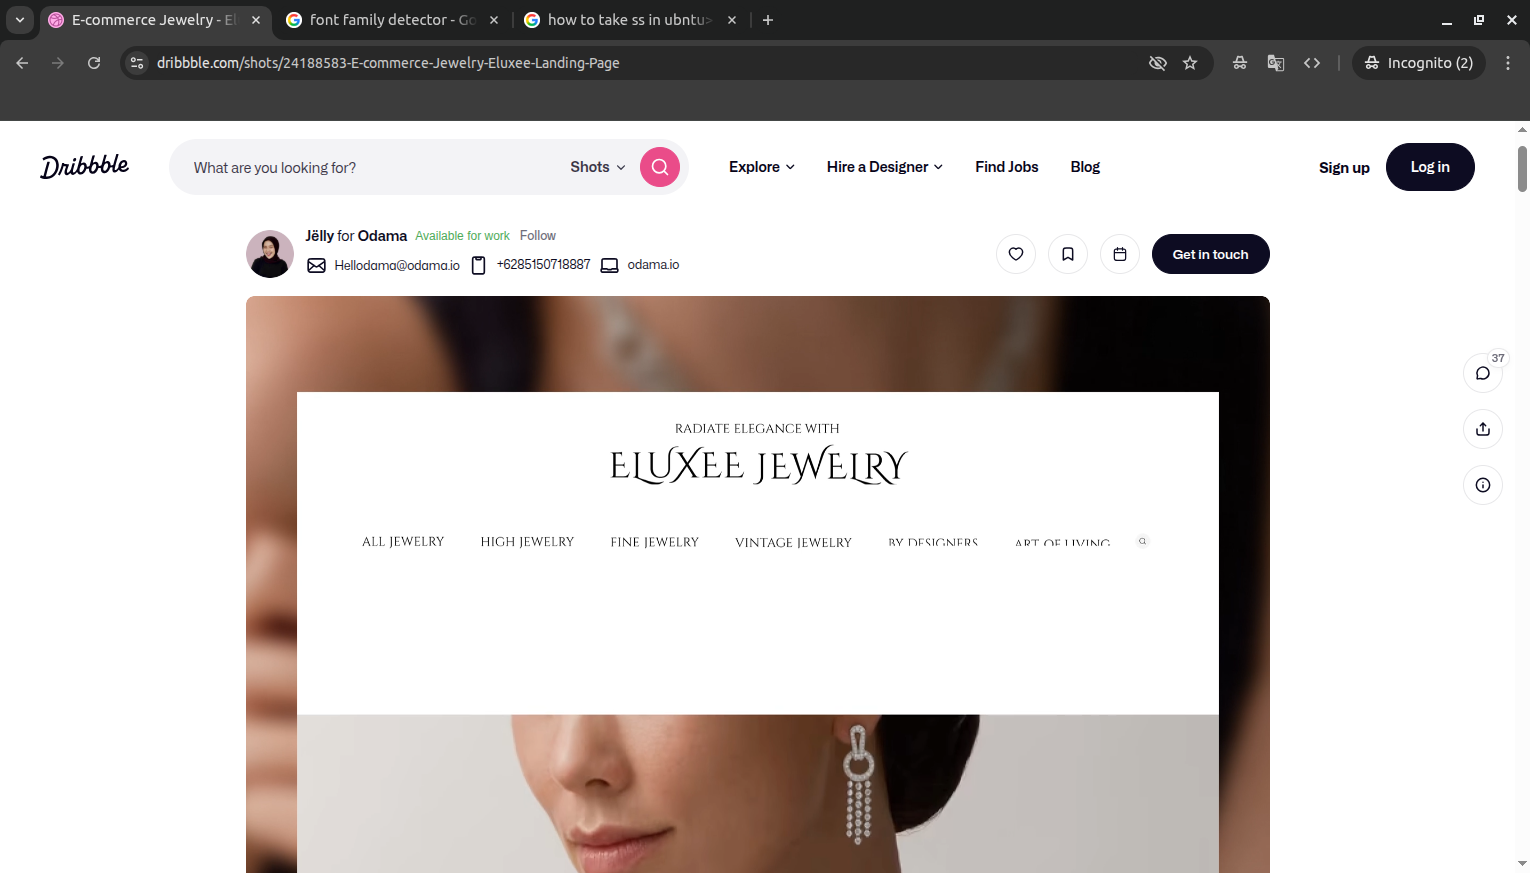 E-commerce Jewelry - El
font family detector - Go
how to take ss in ubntu>
dribbble.com/shots/24188583-E-commerce-Jewelry-Eluxee-Landing-Page
Incognito (2)
Dribbble
What are you looking for?
Shots
Explore
Hire a Designer
Find Jobs
Blog
Sign up
Log in
Jëlly for Odama Available for work Follow
Hellodama@odama.io +6285150718887 odama.io
Get in touch
37
RADIATE ELEGANCE WITH
ELUXEE JEWELRY
ALL JEWELRY HIGH JEWELRY FINE JEWELRY VINTAGE JEWELRY BY DESIGNERS ART OF LIVING